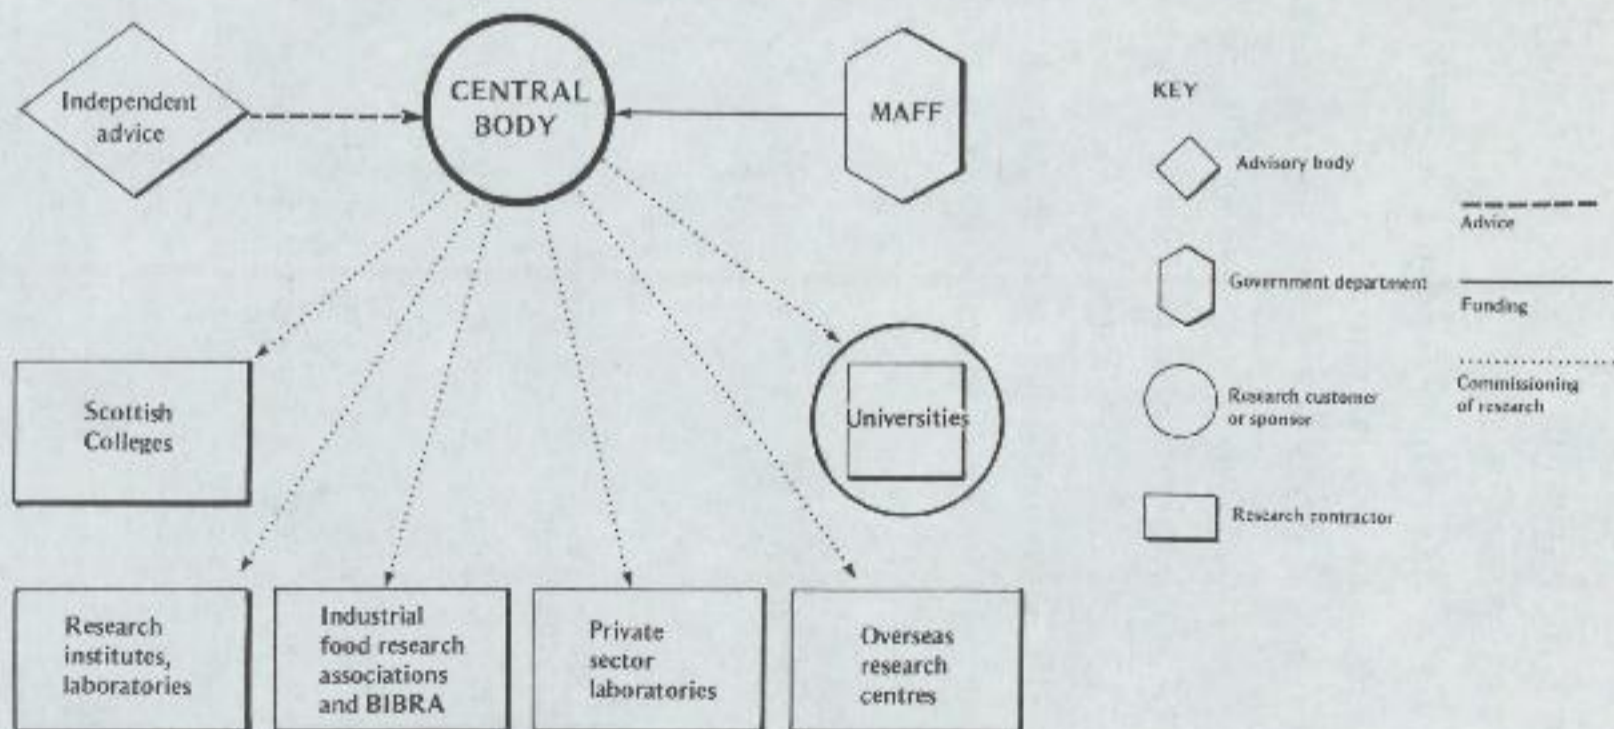 Independent
advice
CENTRAL
BODY
MAFF
KEY
Advisory body
Advice
Government department
Funding
Research customer
or sponsor
Commissioning
of research
Research contractor
Scottish
Colleges
Universities
Research
institutes,
laboratories
Industrial
food research
associations
and BIBRA
Private
sector
laboratories
Overseas
research
centres